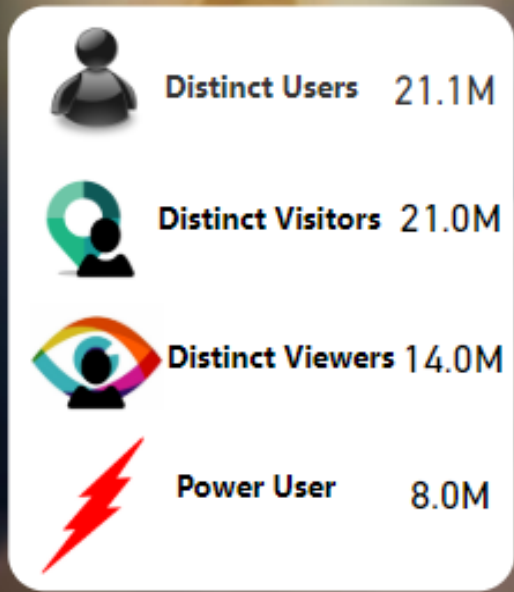 Distinct Users 21.1M
Distinct Visitors 21.0M
Distinct Viewers 14.0M
Power User 8.0M